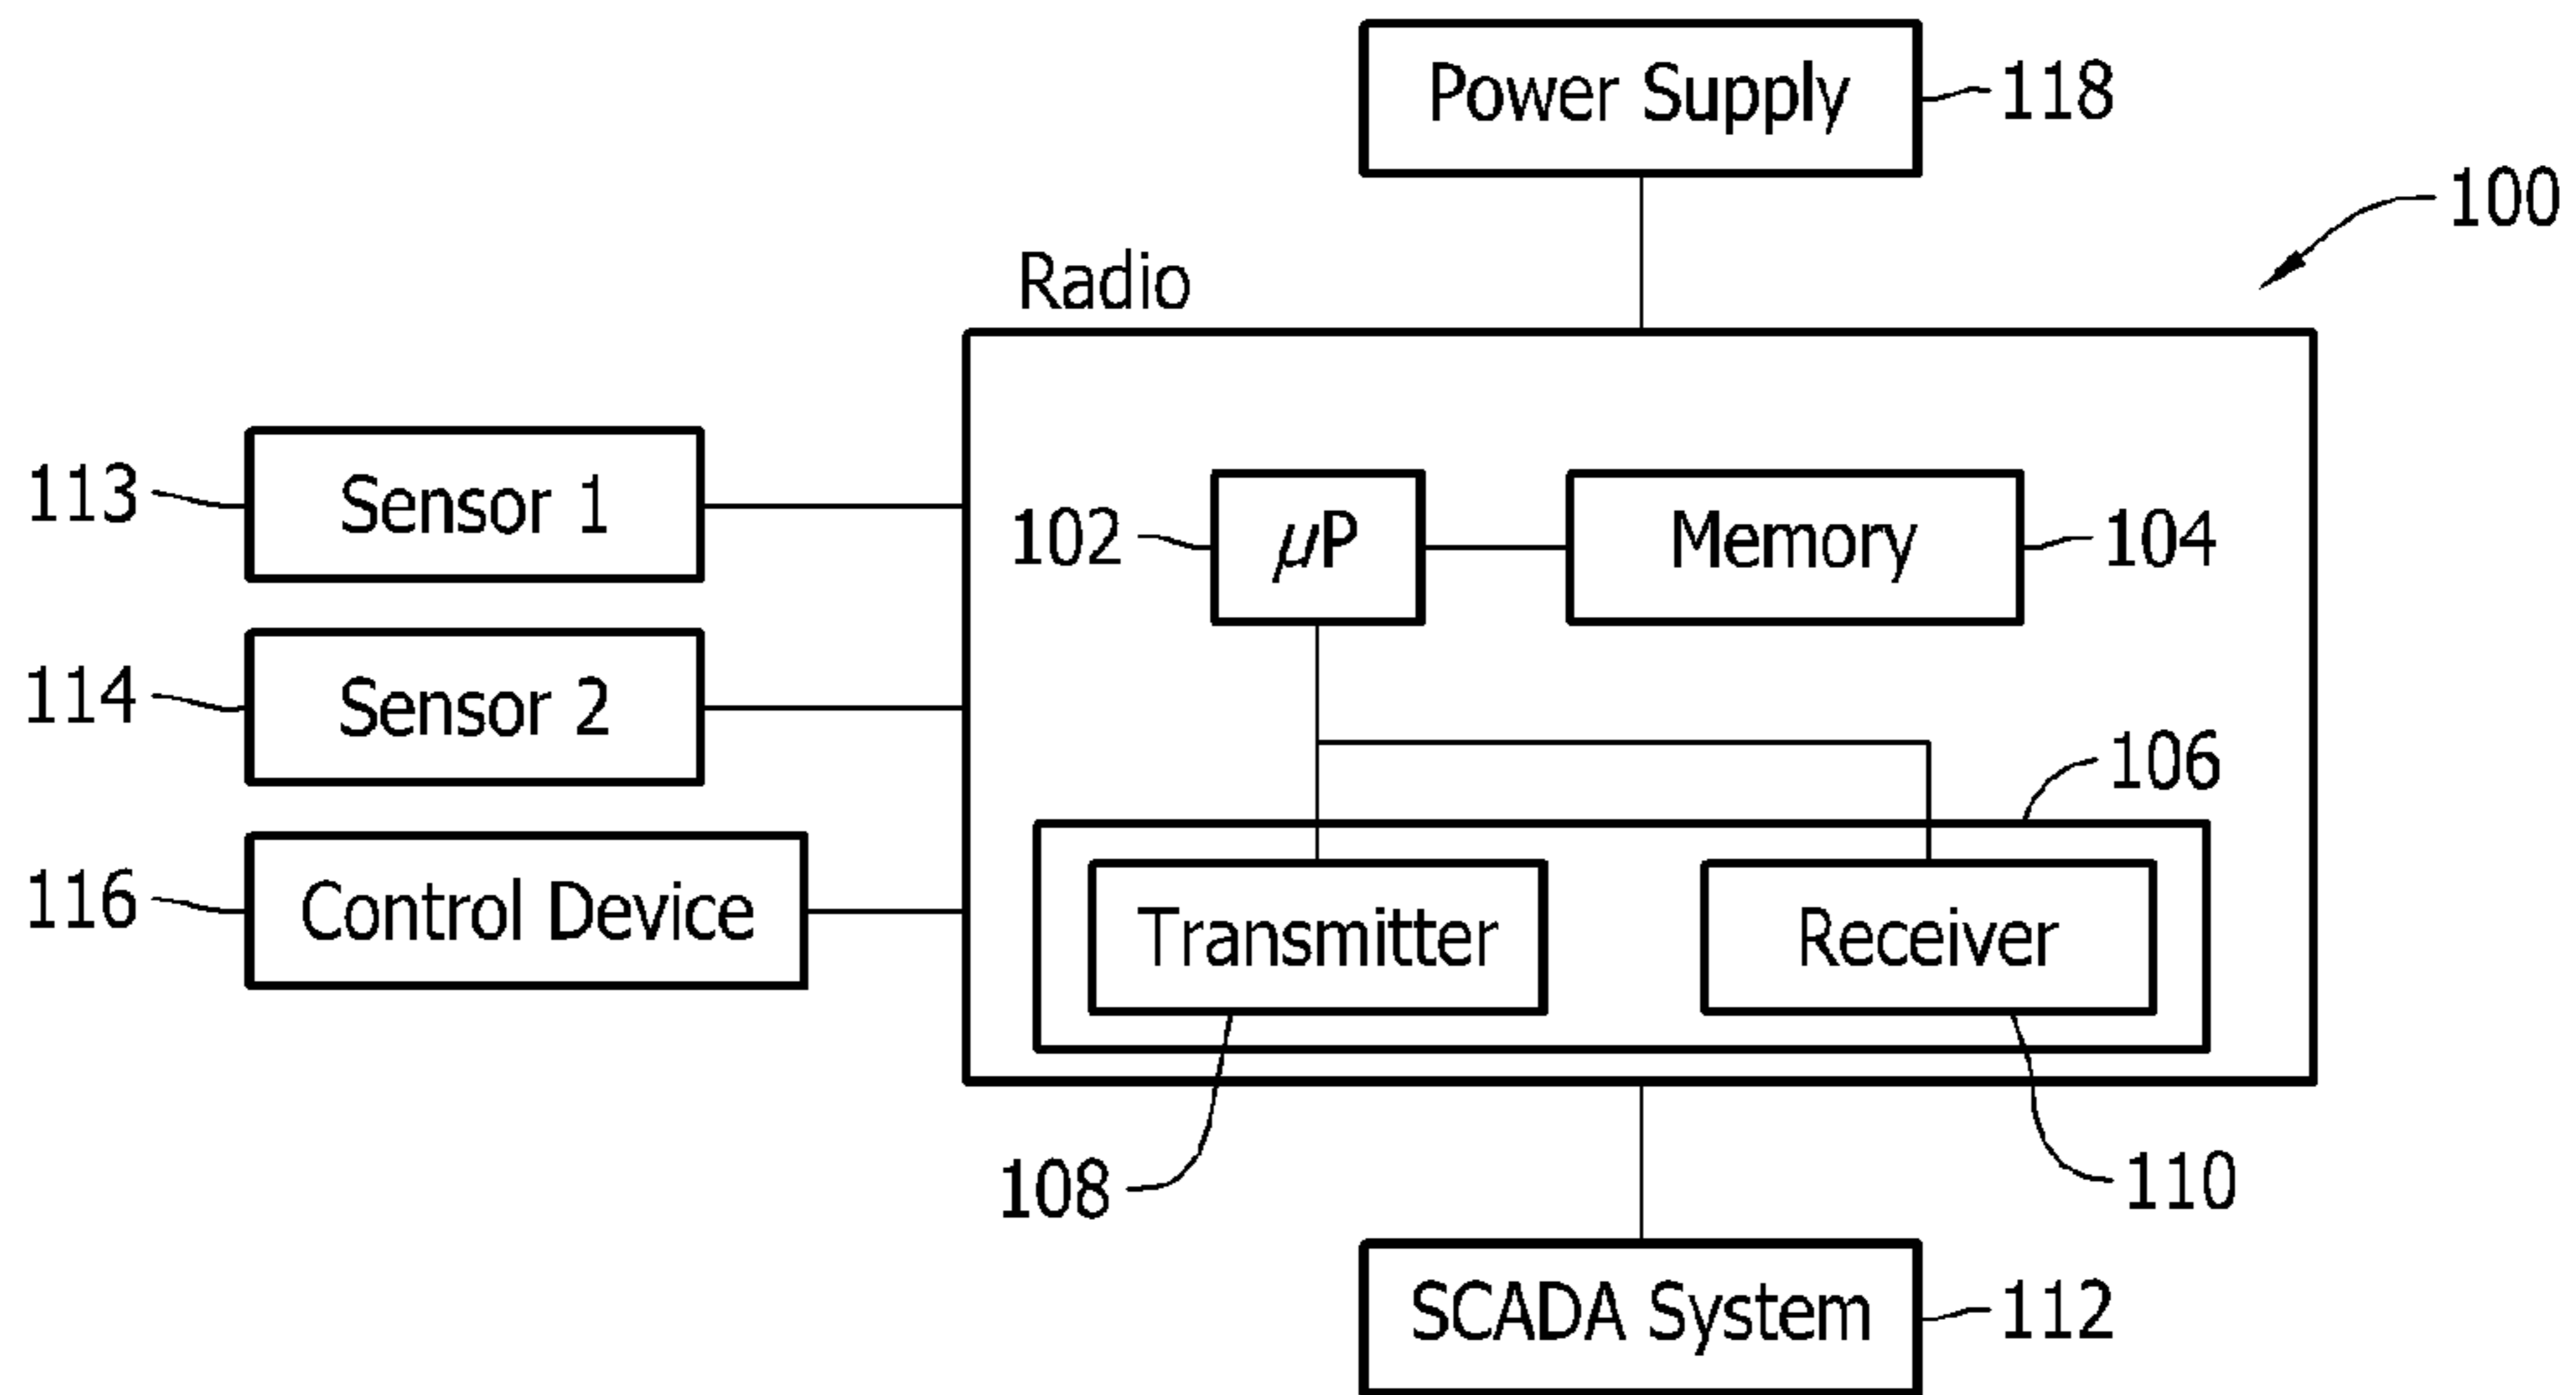 Power Supply
118
100
Radio
113
Sensor 1
102
µP
Memory
104
114
Sensor 2
106
116
Control Device
Transmitter
Receiver
108
110
SCADA System
112